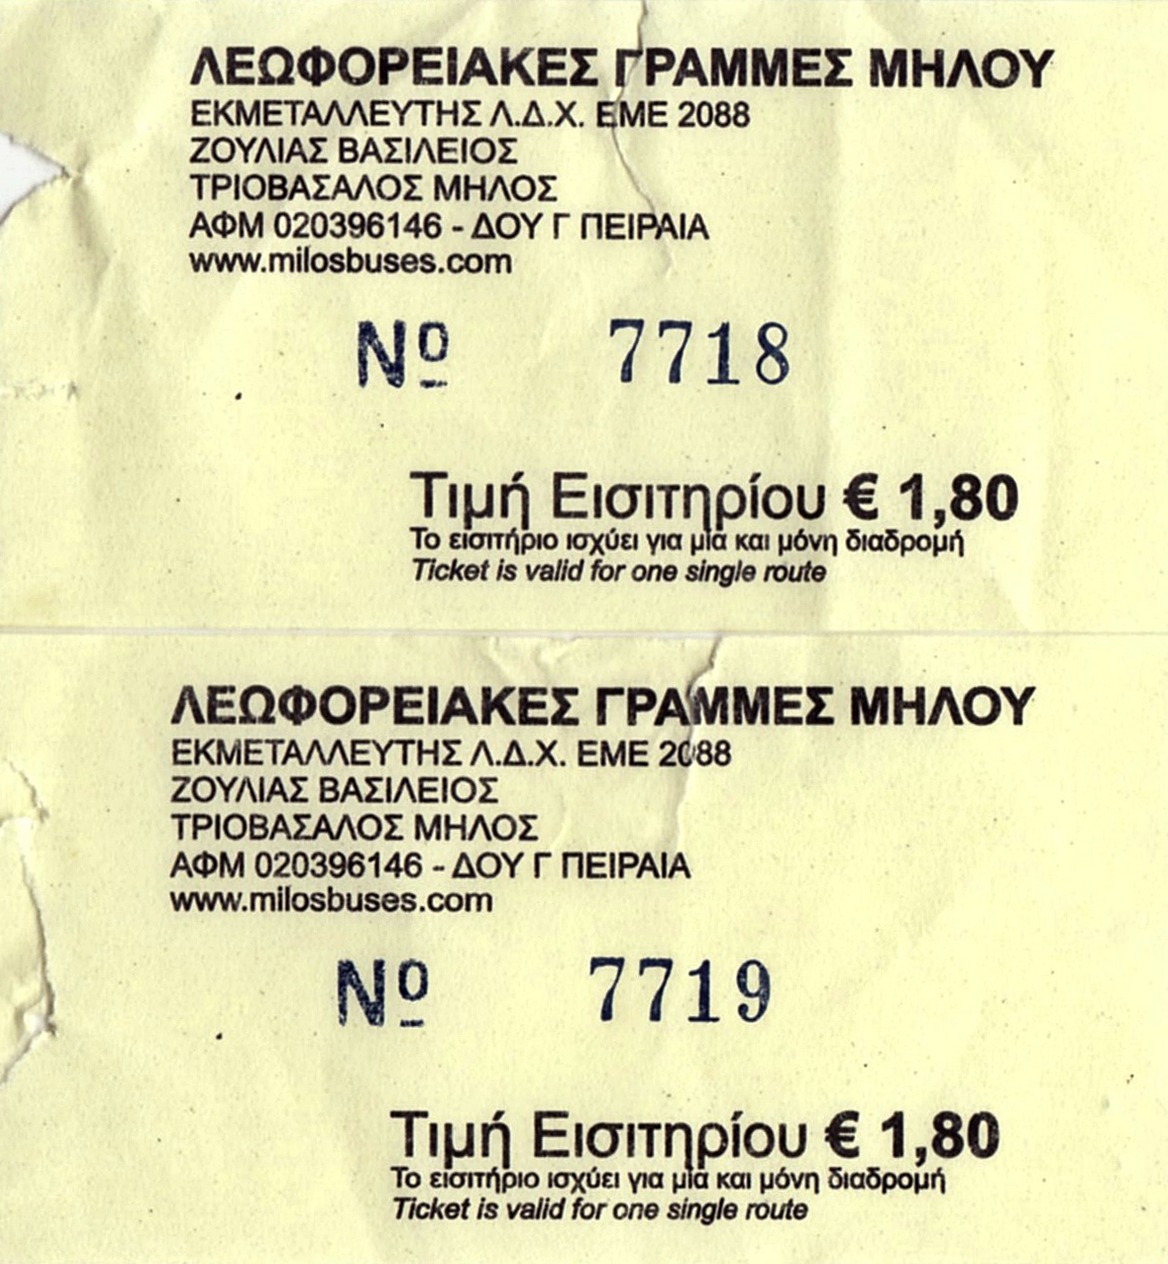 ΛΕΩΦΟΡΕΙΑΚΕΣ ΓΡΑΜΜΕΣ ΜΗΛΟΥ
ΕΚΜΕΤΑΛΛΕΥΤΗΣ Λ.Δ.Χ. ΕΜΕ 2088
ΖΟΥΛΙΑΣ ΒΑΣΙΛΕΙΟΣ
ΤΡΙΟΒΑΣΑΛΟΣ ΜΗΛΟΣ
ΑΦΜ 020396146 - ΔΟΥ Γ ΠΕΙΡΑΙΑ
www.milosbuses.com
Nº 7718
Τιμή Εισιτηρίου € 1,80
Το εισιτήριο ισχύει για μία και μόνη διαδρομή
Ticket is valid for one single route
ΛΕΩΦΟΡΕΙΑΚΕΣ ΓΡΑΜΜΕΣ ΜΗΛΟΥ
ΕΚΜΕΤΑΛΛΕΥΤΗΣ Λ.Δ.Χ. ΕΜΕ 2088
ΖΟΥΛΙΑΣ ΒΑΣΙΛΕΙΟΣ
ΤΡΙΟΒΑΣΑΛΟΣ ΜΗΛΟΣ
ΑΦΜ 020396146 - ΔΟΥ Γ ΠΕΙΡΑΙΑ
www.milosbuses.com
Nº 7719
Τιμή Εισιτηρίου € 1,80
Το εισιτήριο ισχύει για μία και μόνη διαδρομή
Ticket is valid for one single route